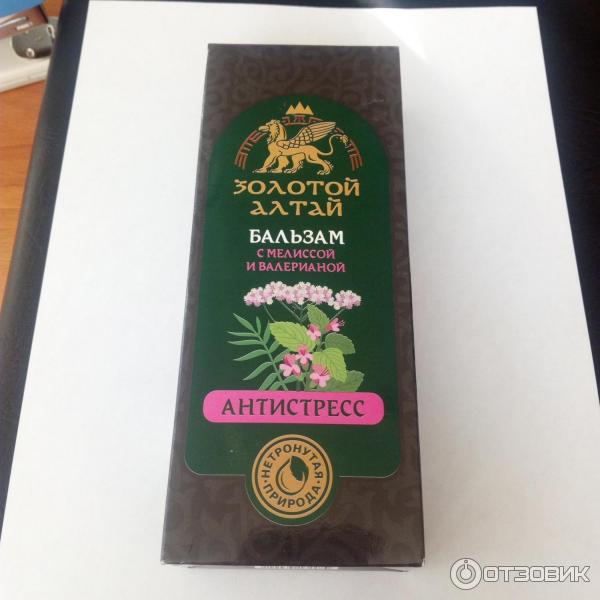 ЗОЛОТОЙ
АЛТАЙ
БАЛЬЗАМ
С МЕЛИССОЙ
И ВАЛЕРИАНОЙ
АНТИСТРЕСС
НЕТРОНУТАЯ
ПРИРОДА
ОТЗОВИК